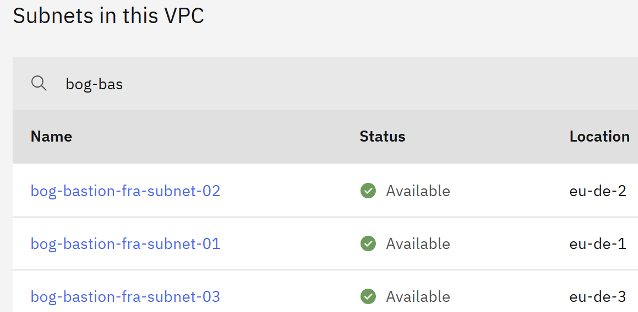 Subnets in this VPC
bog-bas
Name Status Location
bog-bastion-fra-subnet-02 Available eu-de-2
bog-bastion-fra-subnet-01 Available eu-de-1
bog-bastion-fra-subnet-03 Available eu-de-3